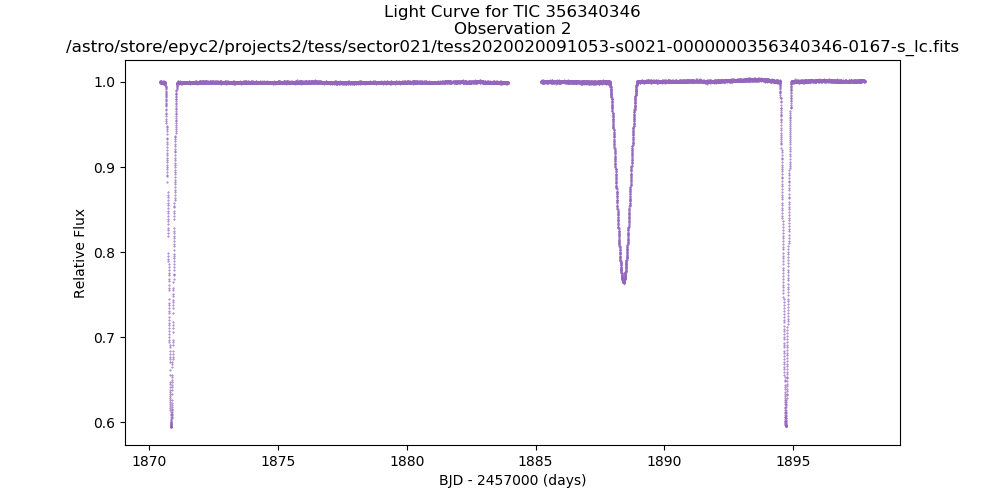 Light Curve for TIC 356340346
Observation 2
/astro/store/epyc2/projects2/tess/sector021/tess2020020091053-s0021-0000000356340346-0167-s_lc.fits
1.0
0.9
0.8
0.7
0.6
Relative Flux
1870
1875
1880
1885
1890
1895
BJD - 2457000 (days)